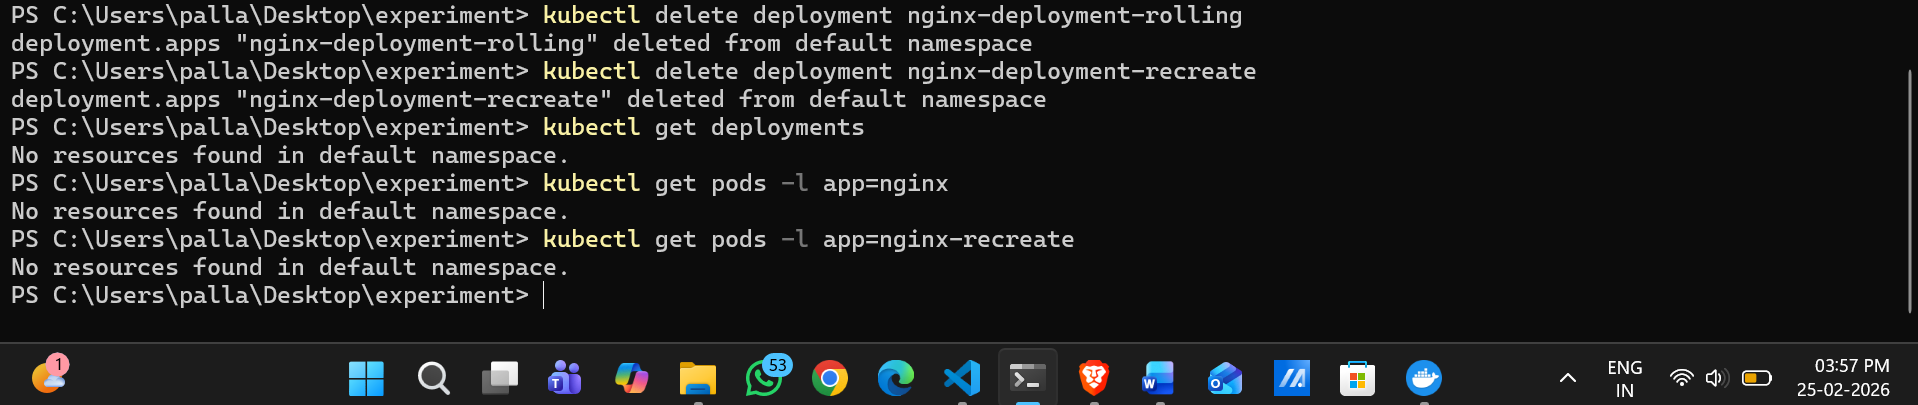 PS C:\Users\palla\Desktop\experiment> kubectl delete deployment nginx-deployment-rolling
deployment.apps "nginx-deployment-rolling" deleted from default namespace
PS C:\Users\palla\Desktop\experiment> kubectl delete deployment nginx-deployment-recreate
deployment.apps "nginx-deployment-recreate" deleted from default namespace
PS C:\Users\palla\Desktop\experiment> kubectl get deployments
No resources found in default namespace.
PS C:\Users\palla\Desktop\experiment> kubectl get pods -l app=nginx
No resources found in default namespace.
PS C:\Users\palla\Desktop\experiment> kubectl get pods -l app=nginx-recreate
No resources found in default namespace.
PS C:\Users\palla\Desktop\experiment>
1
T
53
W
O
ENG
IN
03:57 PM
25-02-2026